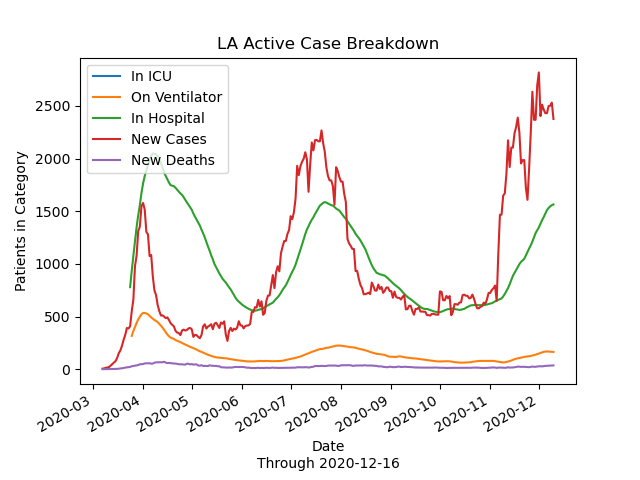 LA Active Case Breakdown
In ICU
On Ventilator
In Hospital
New Cases
New Deaths
Patients in Category
2500
2000
1500
1000
500
0
2020-03
2020-04
2020-05
2020-06
2020-07
2020-08
2020-09
2020-10
2020-11
2020-12
Date
Through 2020-12-16